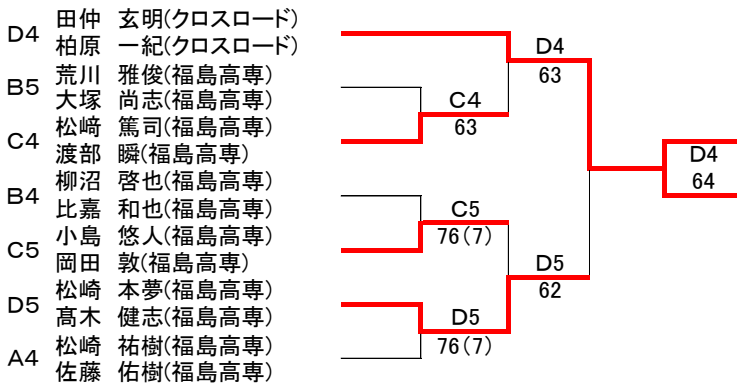 D4 田仲 玄明(クロスロード)
柏原 一紀(クロスロード)
B5 荒川 雅俊(福島高専)
大塚 尚志(福島高専)
C4 松﨑 篤司(福島高専)
渡部 瞬(福島高専)
B4 柳沼 啓也(福島高専)
比嘉 和也(福島高専)
C5 小島 悠人(福島高専)
岡田 敦(福島高専)
D5 松崎 本夢(福島高専)
髙木 健志(福島高専)
A4 松崎 祐樹(福島高専)
佐藤 佑樹(福島高専)
C4
63
C5
76(7)
D5
76(7)
D4
63
D5
62
D4
64